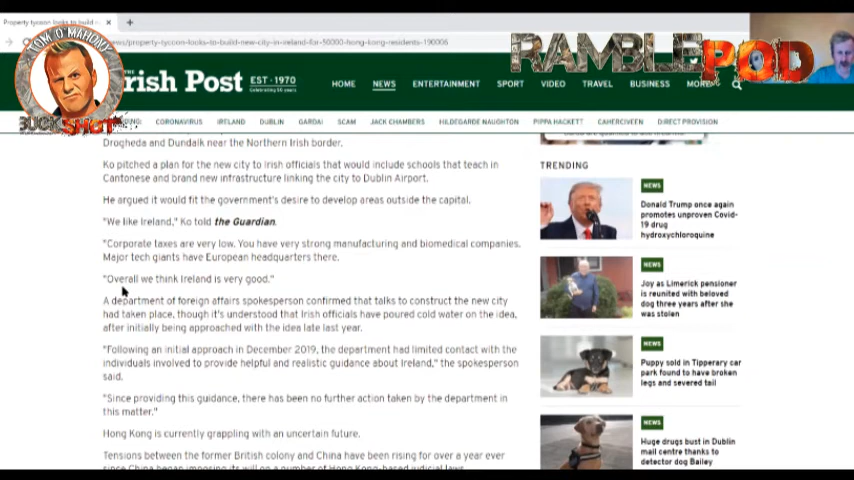 Property tycoon looks to build n
TOM O'MAHONY
BUCKSHOT
RAMBLEPOD
news/property-tycoon-looks-to-build-new-city-in-ireland-for-50000-hong-kong-residents-190006
Irish Post
EST - 1970
HOME NEWS ENTERTAINMENT SPORT VIDEO TRAVEL BUSINESS MORE
CORONAVIRUS IRELAND DUBLIN GARDAI SCAM JACK CHAMBERS HILDEGARDE NAUGHTON PIPPA HACKETT CAHERCIVEEN DIRECT PROVISION
Drogheda and Dundalk near the Northern Irish border.
Ko pitched a plan for the new city to Irish officials that would include schools that teach in
Cantonese and brand new infrastructure linking the city to Dublin Airport.
He argued it would fit the government's desire to develop areas outside the capital.
"We like Ireland," Ko told the Guardian.
"Corporate taxes are very low. You have very strong manufacturing and biomedical companies.
Major tech giants have European headquarters there.
"Overall we think Ireland is very good."
A department of foreign affairs spokesperson confirmed that talks to construct the new city
had taken place, though it's understood that Irish officials have poured cold water on the idea,
after initially being approached with the idea late last year.
"Following an initial approach in December 2019, the department had limited contact with the
individuals involved to provide helpful and realistic guidance about Ireland," the spokesperson
said.
"Since providing this guidance, there has been no further action taken by the department in
this matter."
Hong Kong is currently grappling with an uncertain future.
Tensions between the former British colony and China have been rising for over a year ever
since China began imposing its will on a number of Hong Kong-based judicial laws.
TRENDING
NEWS
Donald Trump once again
promotes unproven Covid-
19 drug
hydroxychloroquine
NEWS
Joy as Limerick pensioner
is reunited with beloved
dog three years after she
was stolen
NEWS
Puppy sold in Tipperary car
park found to have broken
legs and severed tail
NEWS
Huge drugs bust in Dublin
mail centre thanks to
detector dog Bailey